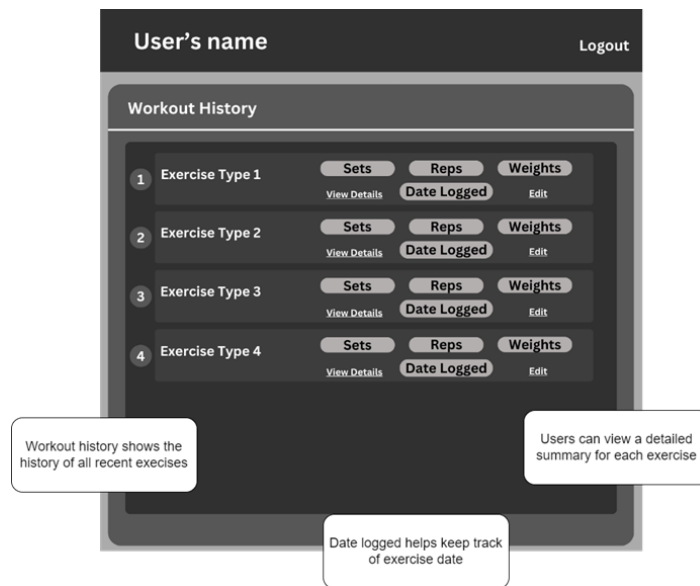 User's name
Logout
Workout History
1
Exercise Type 1
Sets
Reps
Weights
View Details
Date Logged
Edit
2
Exercise Type 2
Sets
Reps
Weights
View Details
Date Logged
Edit
3
Exercise Type 3
Sets
Reps
Weights
View Details
Date Logged
Edit
4
Exercise Type 4
Sets
Reps
Weights
View Details
Date Logged
Edit
Workout history shows the
history of all recent execises
Users can view a detailed
summary for each exercise
Date logged helps keep track
of exercise date